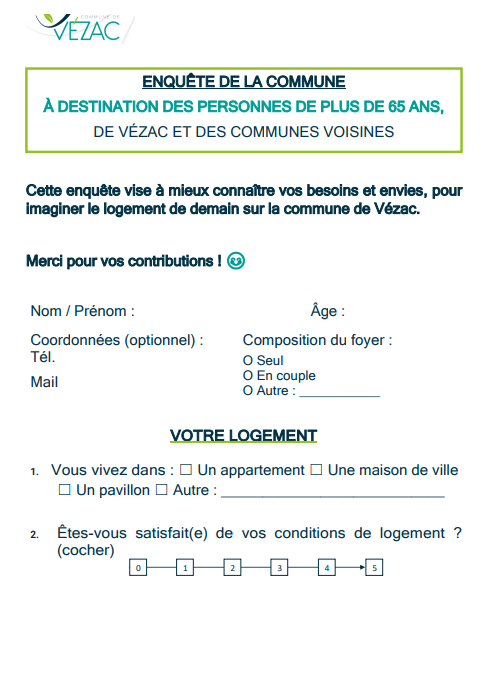 COMMUNE DE
VÉZAC
ENQUÊTE DE LA COMMUNE
À DESTINATION DES PERSONNES DE PLUS DE 65 ANS,
DE VÉZAC ET DES COMMUNES VOISINES
Cette enquête vise à mieux connaître vos besoins et envies, pour
imaginer le logement de demain sur la commune de Vézac.
Merci pour vos contributions !
Nom / Prénom :
Âge :
Coordonnées (optionnel) :
Tél.
Mail
Composition du foyer :
O Seul
O En couple
O Autre : ___________
VOTRE LOGEMENT
1. Vous vivez dans : ☐ Un appartement ☐ Une maison de ville
☐ Un pavillon ☐ Autre : ___________________________
2. Êtes-vous satisfait(e) de vos conditions de logement ?
(cocher)
0 1 2 3 4 5